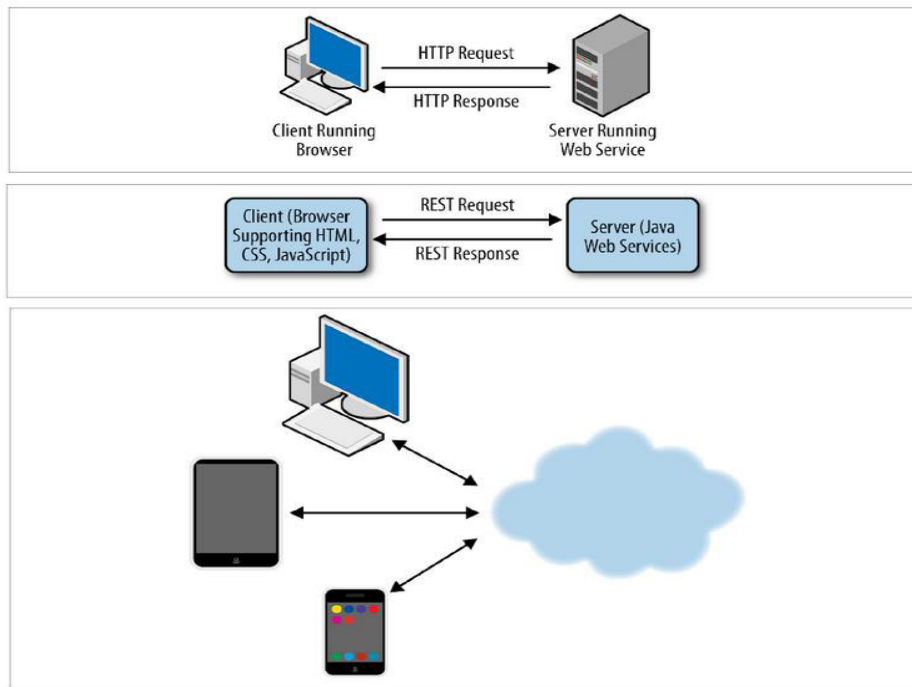 HTTP Request
HTTP Response
Client Running
Browser
Server Running
Web Service
Client (Browser
Supporting HTML,
CSS, JavaScript)
REST Request
REST Response
Server (Java
Web Services)